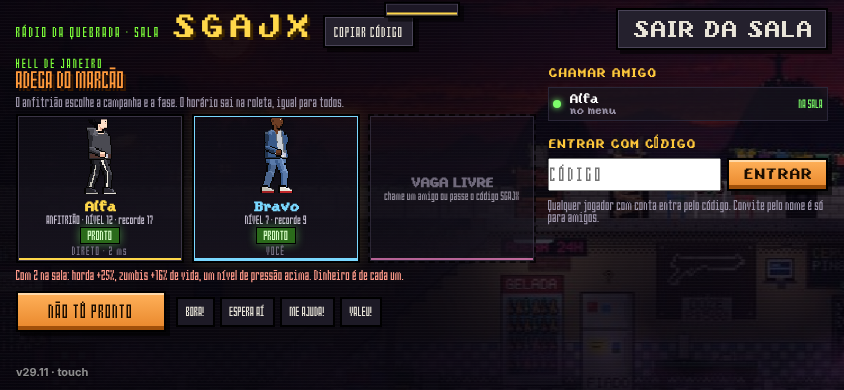 RÁDIO DA QUEBRADA · SALA SGAJX COPIAR CÓDIGO SAIR DA SALA
HELL DE JANEIRO
ADEGA DO MARCÃO
O anfitrião escolhe a campanha e a fase. O horário sai na roleta, igual para todos.
Alfa
ANFITRIÃO · NÍVEL 12 · recorde 17
PRONTO
DIRETO · 2 ms
Bravo
NÍVEL 7 · recorde 9
PRONTO
VOCÊ
VAGA LIVRE
chame um amigo ou passe o código SGAJX
Com 2 na sala: horda +25%, zumbis +16% de vida, um nível de pressão acima. Dinheiro é de cada um.
NÃO TÔ PRONTO BORA! ESPERA AÍ ME AJUDA! VALEU!
CHAMAR AMIGO
Alfa NA SALA
no menu
ENTRAR COM CÓDIGO
CÓDIGO ENTRAR
Qualquer jogador com conta entra pelo código. Convite pelo nome é só
para amigos.
GELADA
v29.11 · touch